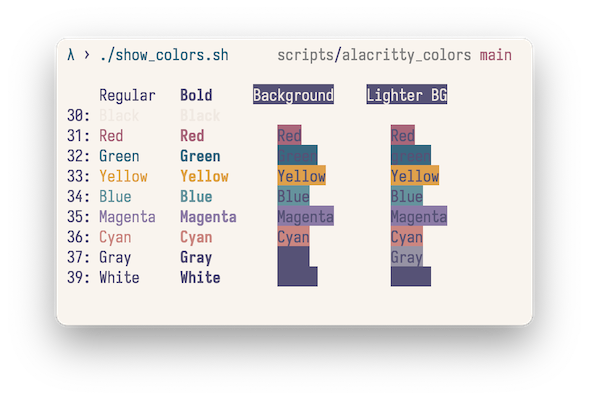 λ › ./show_colors.sh scripts/alacritty_colors main
Regular Bold Background Lighter BG
30: Black Black
31: Red Red Red Red
32: Green Green Green Green
33: Yellow Yellow Yellow Yellow
34: Blue Blue Blue Blue
35: Magenta Magenta Magenta Magenta
36: Cyan Cyan Cyan Cyan
37: Gray Gray Gray
39: White White